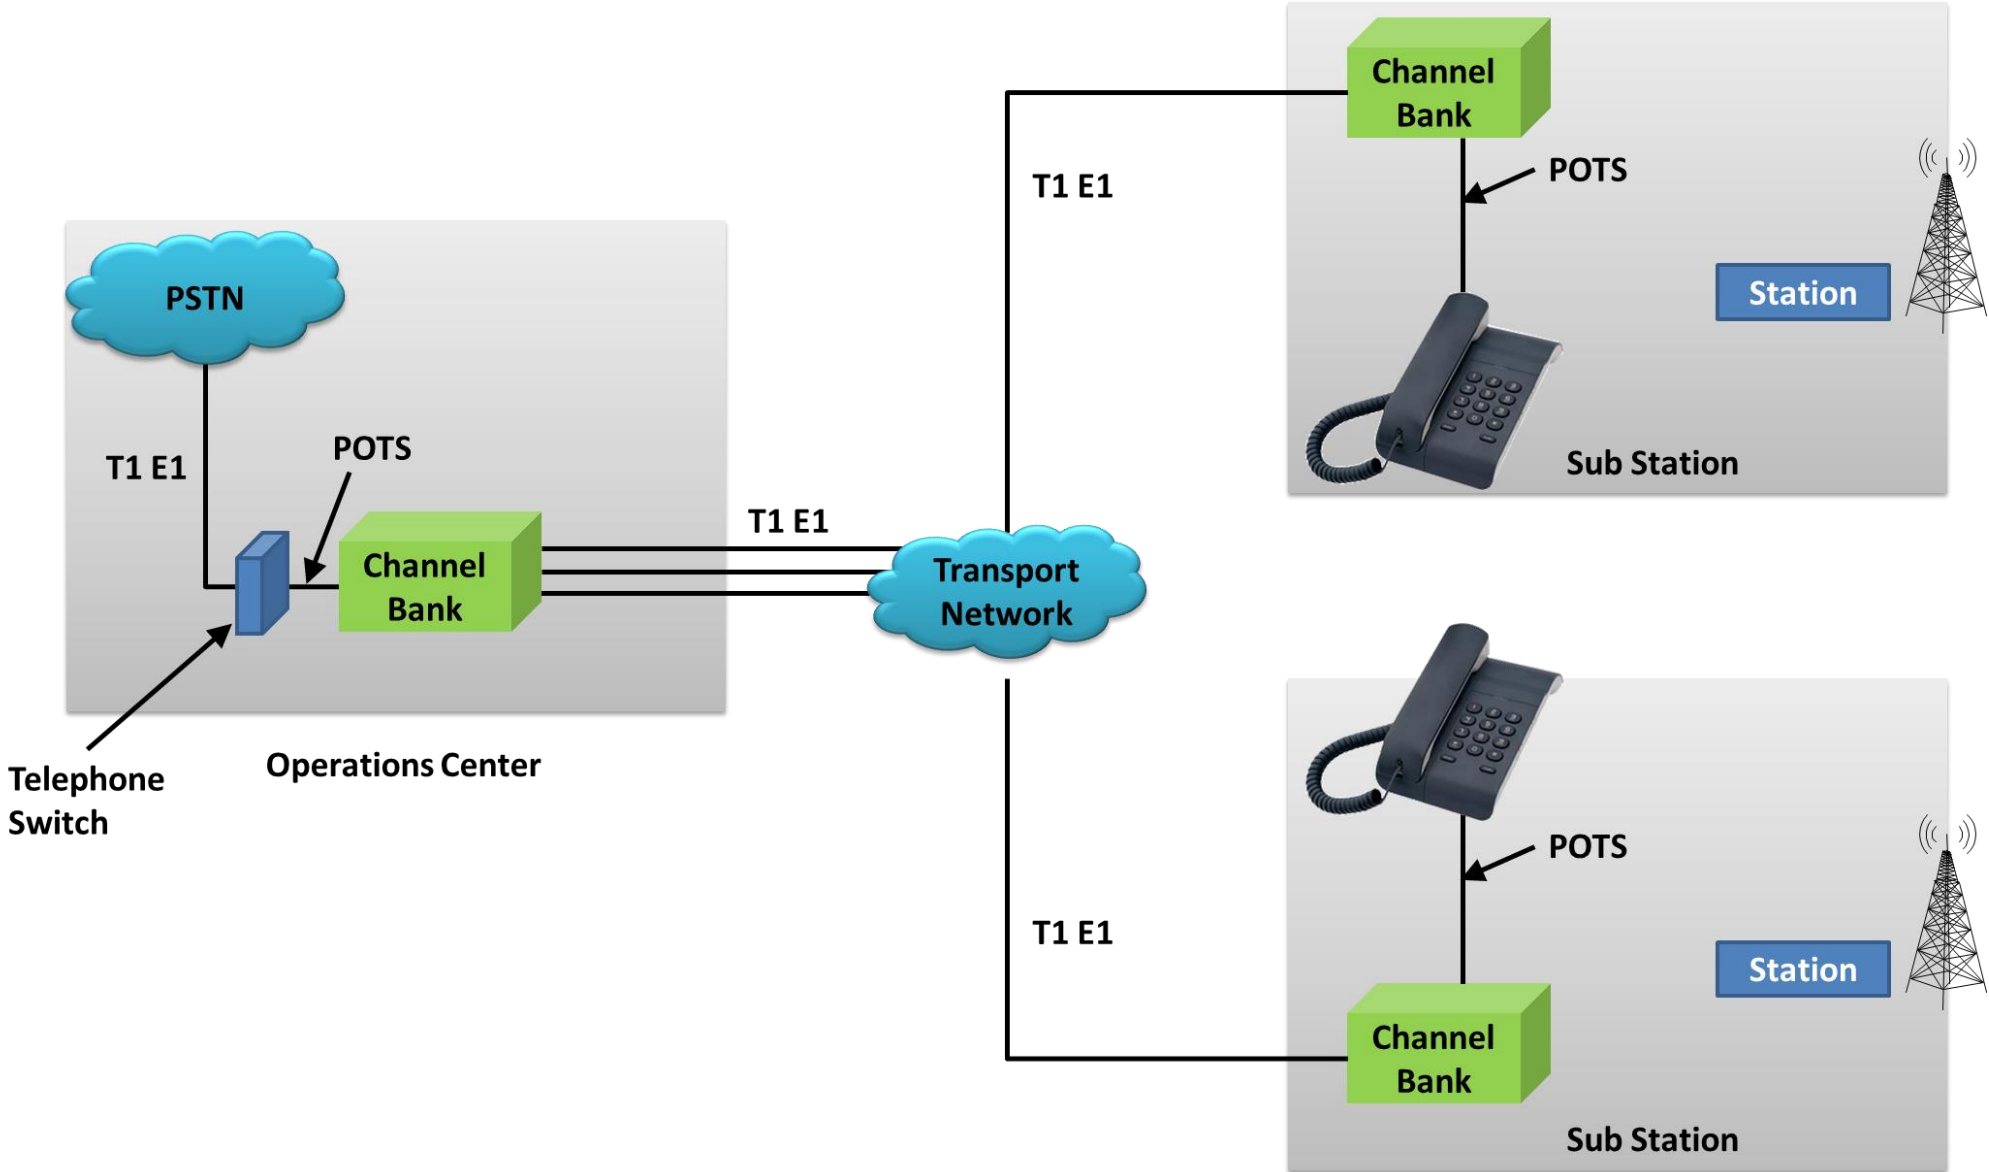 Channel
Bank
POTS
T1 E1
Station
Sub Station
PSTN
POTS
T1 E1
Channel
Bank
T1 E1
Transport
Network
Telephone
Switch
Operations Center
POTS
T1 E1
Station
Channel
Bank
Sub Station